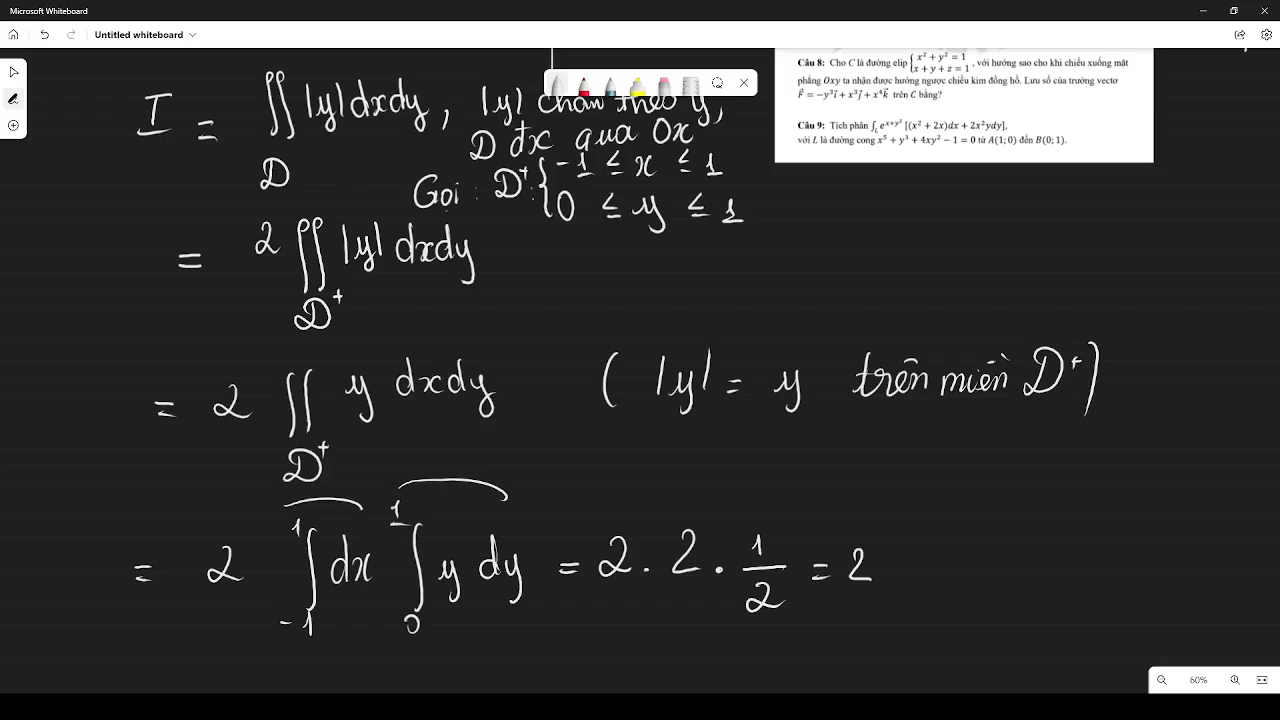 Microsoft Whiteboard
Untitled whiteboard
I = ∬_D |y| dxdy, |y| chẵn theo y,
D đx qua Ox
Gọi : D⁺: { -1 ≤ x ≤ 1
0 ≤ y ≤ 1
= 2 ∬_{D⁺} |y| dxdy
= 2 ∬_{D⁺} y dxdy ( |y| = y trên miền D⁺)
= 2 ∫_{-1}^{1} dx ∫_{0}^{1} y dy = 2 . 2 . 1/2 = 2
Câu 8: Cho C là đường elip { x² + y² = 1
x + y + z = 1 , với hướng sao cho khi chiếu xuống mặt
phẳng Oxy ta nhận được hướng ngược chiều kim đồng hồ. Lưu số của trường vectơ
F⃗ = −y³i⃗ + x³j⃗ + x⁴k⃗ trên C bằng?
Câu 9: Tích phân ∫_L e^{x+y²} [(x² + 2x)dx + 2x²ydy],
với L là đường cong x⁵ + y³ + 4xy² − 1 = 0 từ A(1; 0) đến B(0; 1).
60%